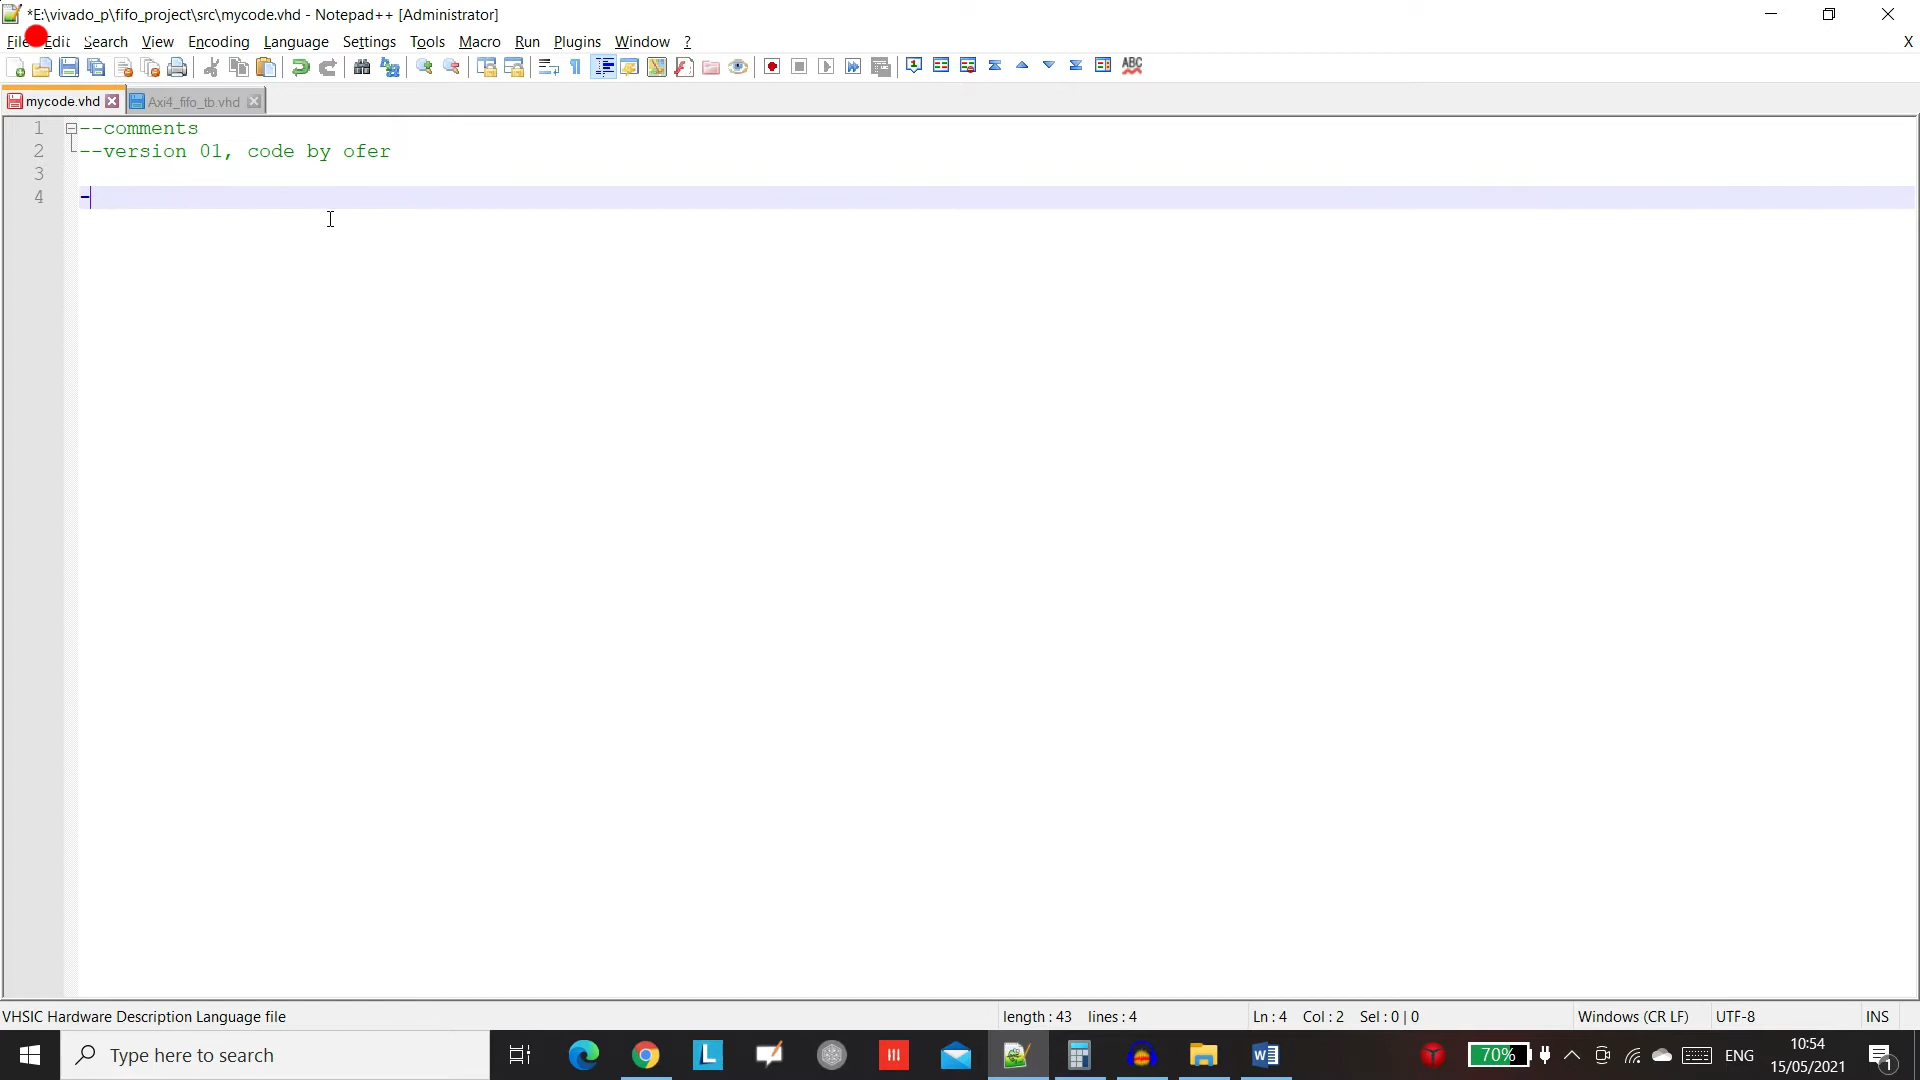 *E:\vivado_p\fifo_project\src\mycode.vhd - Notepad++ [Administrator]
File Edit Search View Encoding Language Settings Tools Macro Run Plugins Window ? X
ABC
mycode.vhd Axi4_fifo_tb.vhd
1 --comments
2 --version 01, code by ofer
3
4 -
VHSIC Hardware Description Language file length : 43 lines : 4 Ln : 4 Col : 2 Sel : 0 | 0 Windows (CR LF) UTF-8 INS
Type here to search L W 70% ENG 10:54
15/05/2021 1